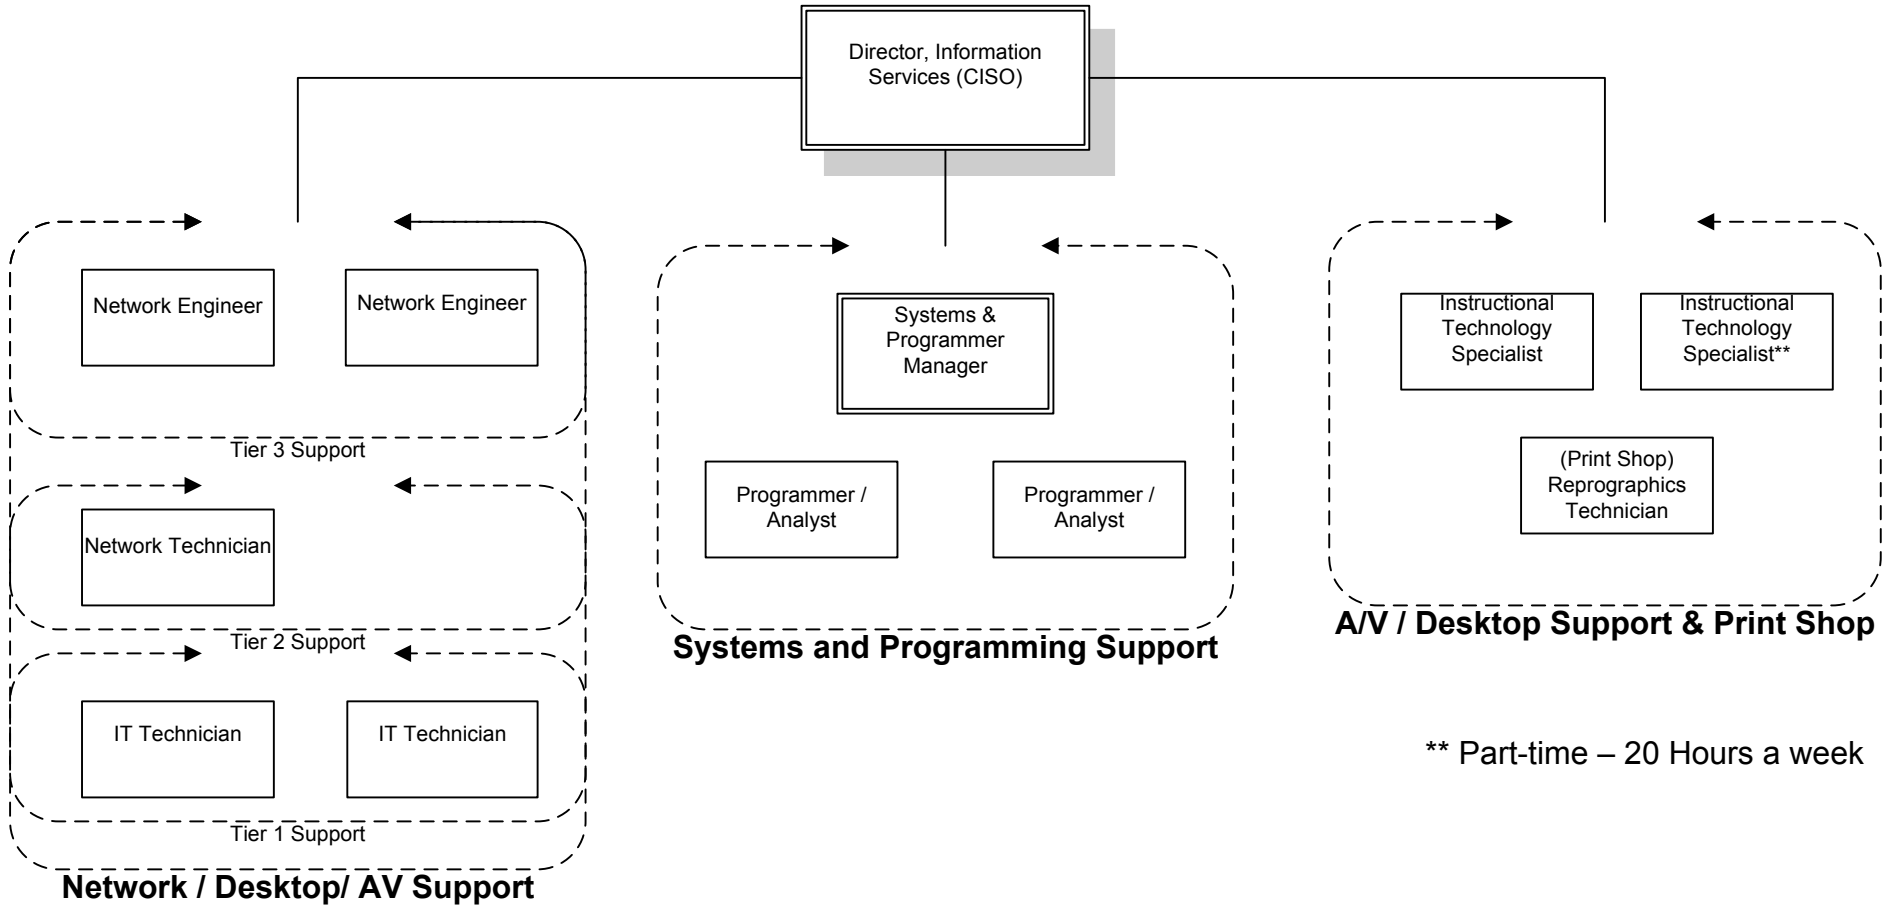 Director, Information
Services (CISO)
Network Engineer
Network Engineer
Tier 3 Support
Network Technician
Tier 2 Support
IT Technician
IT Technician
Tier 1 Support
Network / Desktop/ AV Support
Systems &
Programmer
Manager
Programmer /
Analyst
Programmer /
Analyst
Systems and Programming Support
Instructional
Technology
Specialist
Instructional
Technology
Specialist**
(Print Shop)
Reprographics
Technician
A/V / Desktop Support & Print Shop
** Part-time – 20 Hours a week